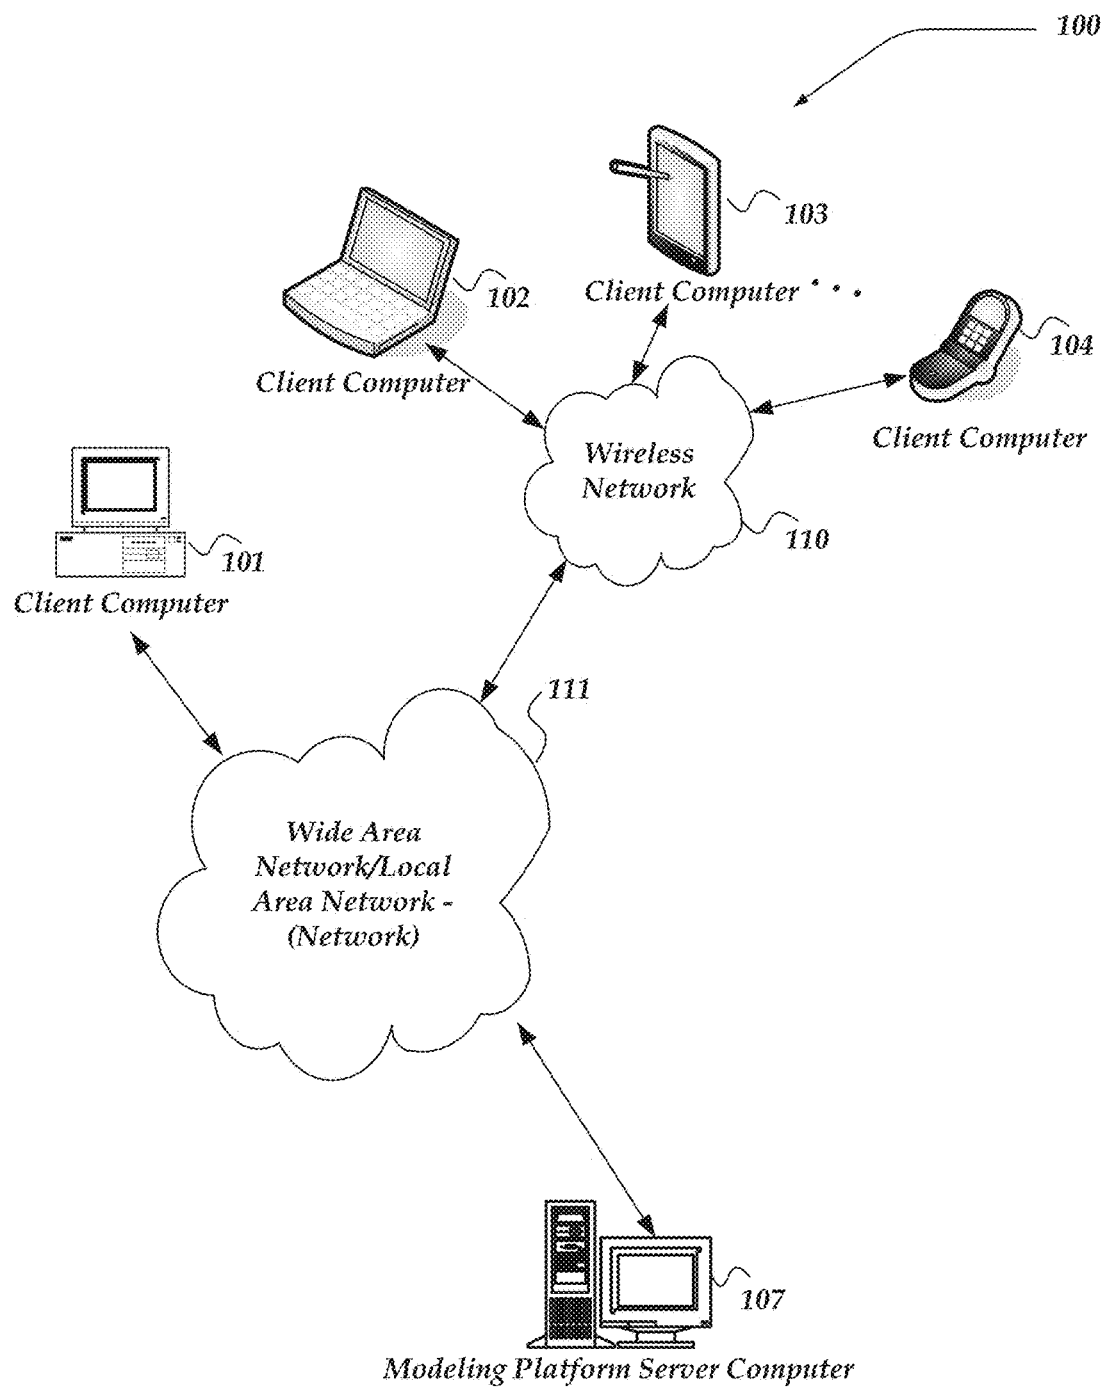 100
103
Client Computer . . .
102
Client Computer
104
Client Computer
Wireless
Network
110
101
Client Computer
111
Wide Area
Network/Local
Area Network -
(Network)
107
Modeling Platform Server Computer